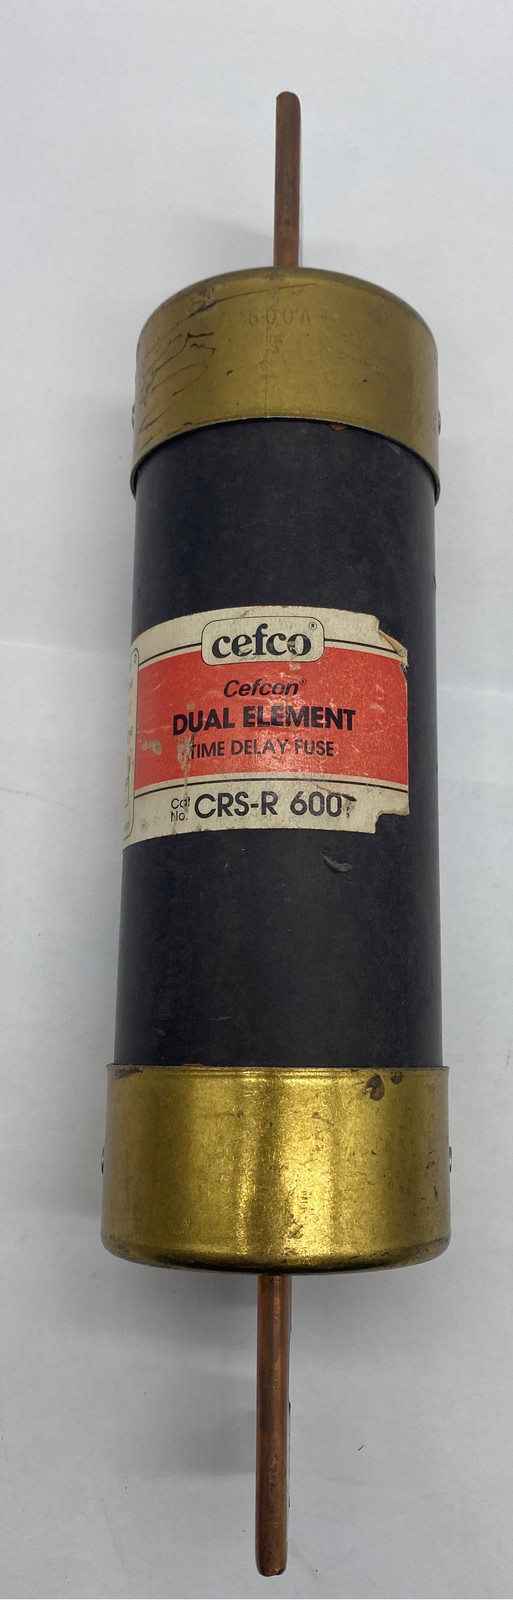 600A
cefco®
Cefcon®
DUAL ELEMENT
TIME DELAY FUSE
Cat
No. CRS-R 600